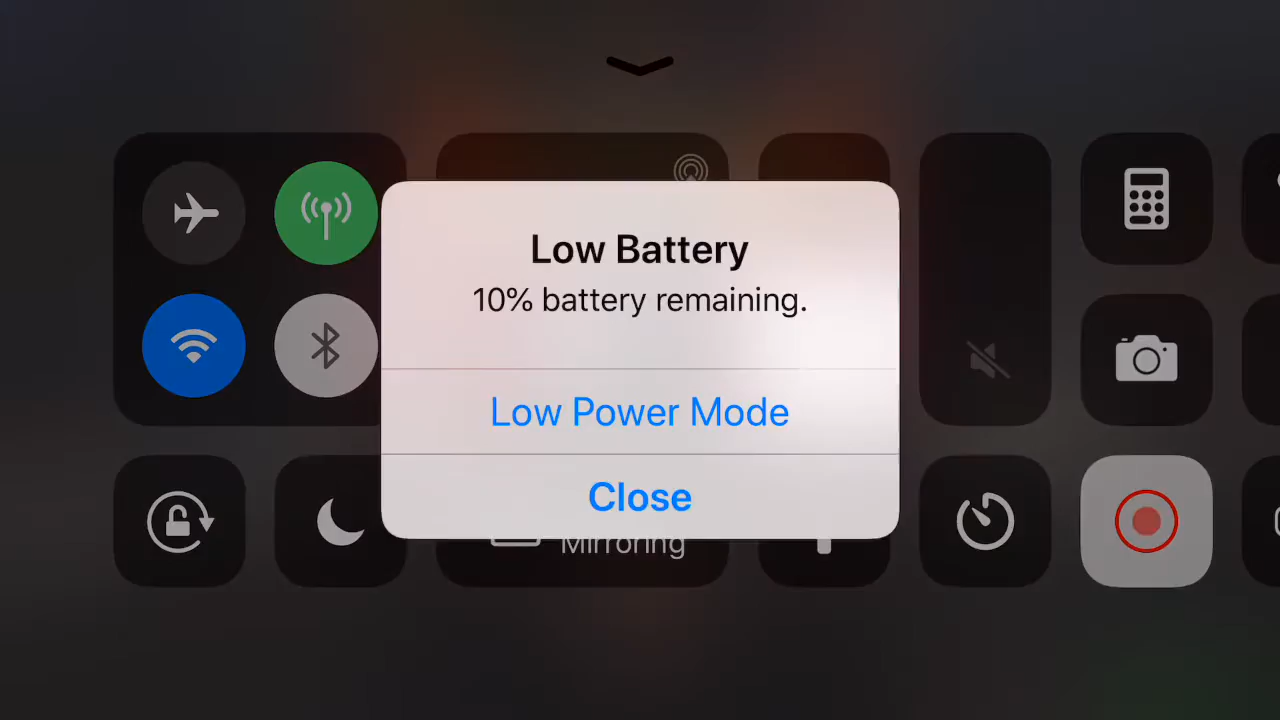 Low Battery
10% battery remaining.
Low Power Mode
Close
Mirroring